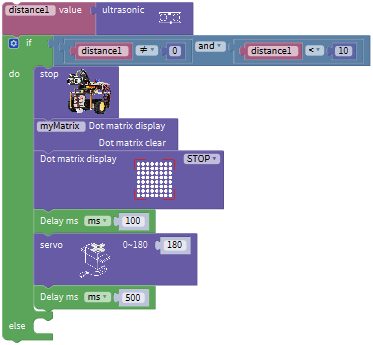 distance1 value ultrasonic
if distance1 ≠ 0 and distance1 < 10
do stop
myMatrix Dot matrix display
Dot matrix clear
Dot matrix display STOP
Delay ms ms 100
servo 0~180 180
Delay ms ms 500
else